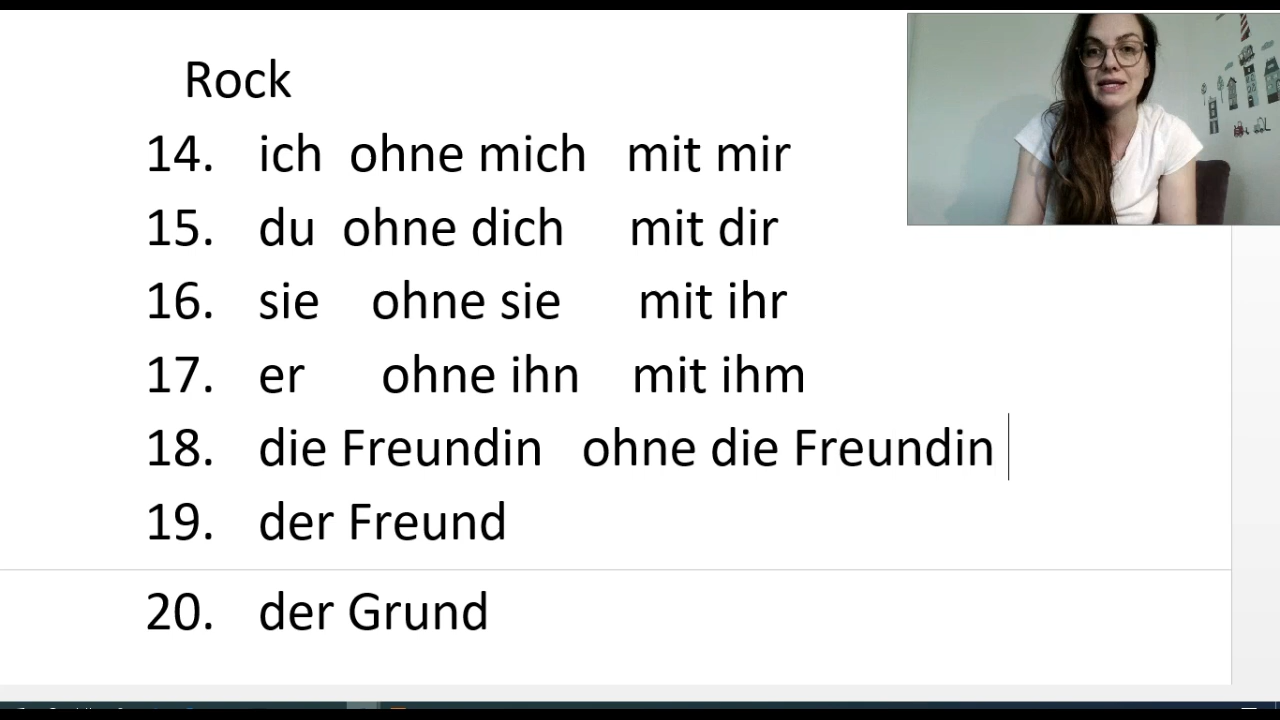 Rock
14. ich ohne mich mit mir
15. du ohne dich mit dir
16. sie ohne sie mit ihr
17. er ohne ihn mit ihm
18. die Freundin ohne die Freundin
19. der Freund
20. der Grund